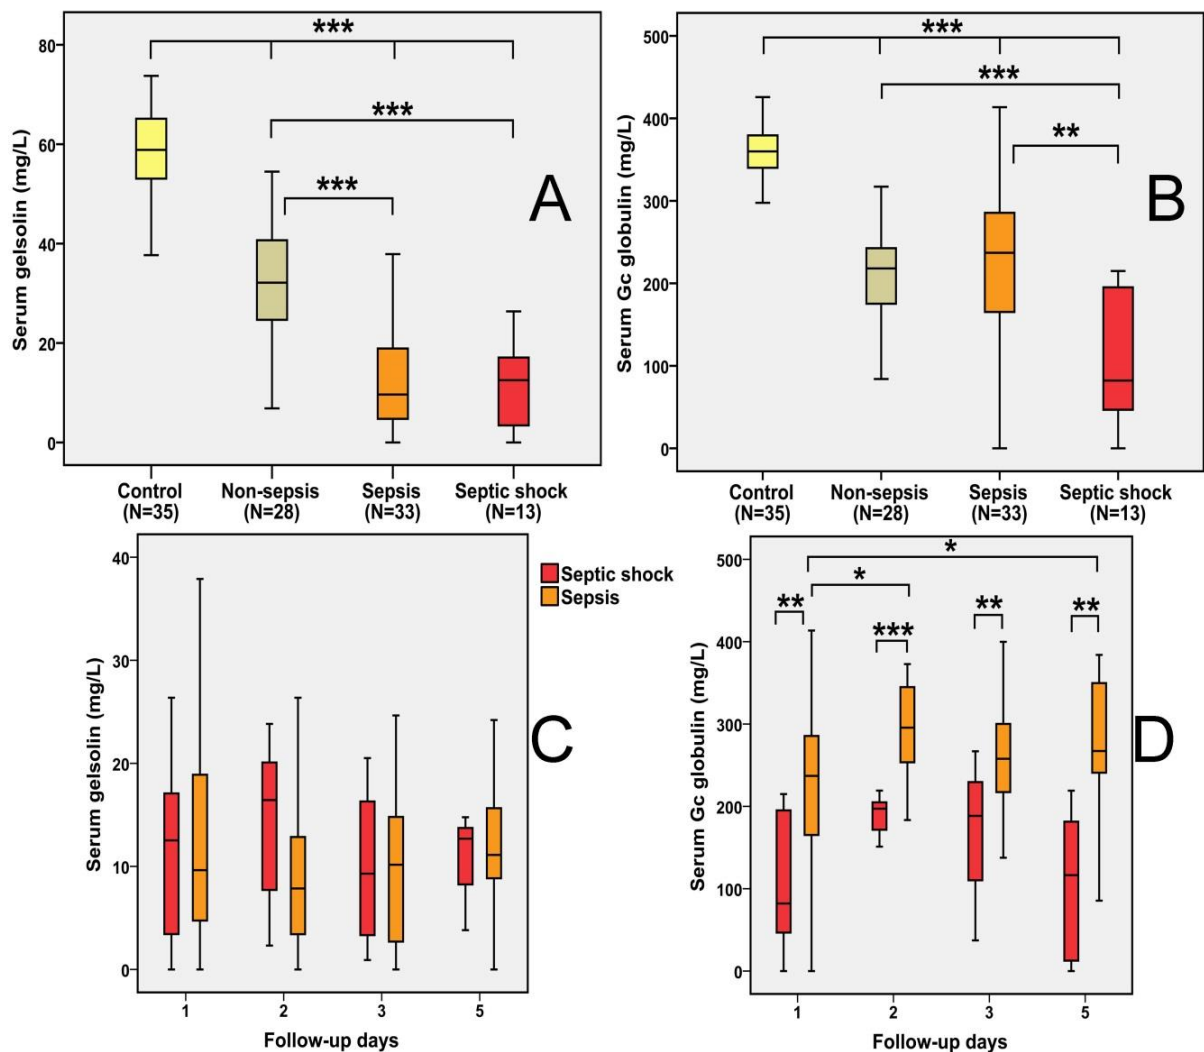 A
Serum gelsolin (mg/L)
80
60
40
20
0
***
***
***
Control
(N=35)
Non-sepsis
(N=28)
Sepsis
(N=33)
Septic shock
(N=13)
B
Serum Gc globulin (mg/L)
500
400
300
200
100
0
***
***
**
Control
(N=35)
Non-sepsis
(N=28)
Sepsis
(N=33)
Septic shock
(N=13)
C
Serum gelsolin (mg/L)
40
30
20
10
0
1
2
3
5
Follow-up days
Septic shock
Sepsis
D
Serum Gc globulin (mg/L)
500
400
300
200
100
0
*
*
**
***
**
**
1
2
3
5
Follow-up days